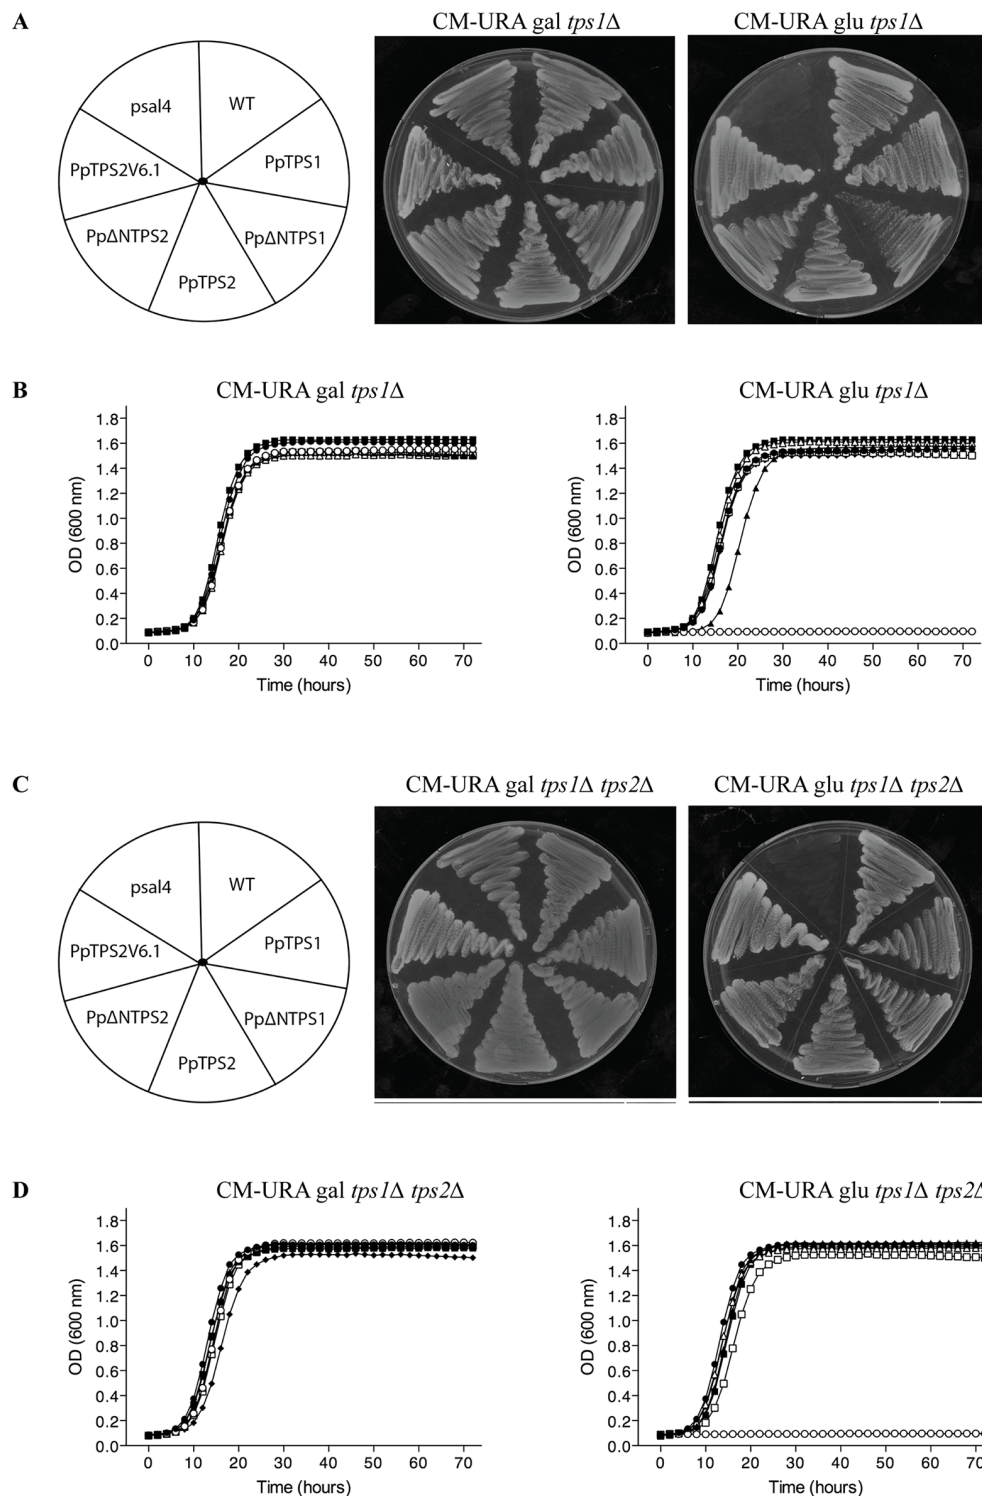 A
CM-URA gal tps1Δ
CM-URA glu tps1Δ
psal4
WT
PpTPS2V6.1
PpTPS1
PpΔNTPS2
PpΔNTPS1
PpTPS2
B
CM-URA gal tps1Δ
CM-URA glu tps1Δ
1.8
1.6
1.4
1.2
1.0
0.8
0.6
0.4
0.2
0.0
OD (600 nm)
0 10 20 30 40 50 60 70
Time (hours)
1.8
1.6
1.4
1.2
1.0
0.8
0.6
0.4
0.2
0.0
OD (600 nm)
0 10 20 30 40 50 60 70
Time (hours)
C
CM-URA gal tps1Δ tps2Δ
CM-URA glu tps1Δ tps2Δ
psal4
WT
PpTPS2V6.1
PpTPS1
PpΔNTPS2
PpΔNTPS1
PpTPS2
D
CM-URA gal tps1Δ tps2Δ
CM-URA glu tps1Δ tps2Δ
1.8
1.6
1.4
1.2
1.0
0.8
0.6
0.4
0.2
0.0
OD (600 nm)
0 10 20 30 40 50 60 70
Time (hours)
1.8
1.6
1.4
1.2
1.0
0.8
0.6
0.4
0.2
0.0
OD (600 nm)
0 10 20 30 40 50 60 70
Time (hours)